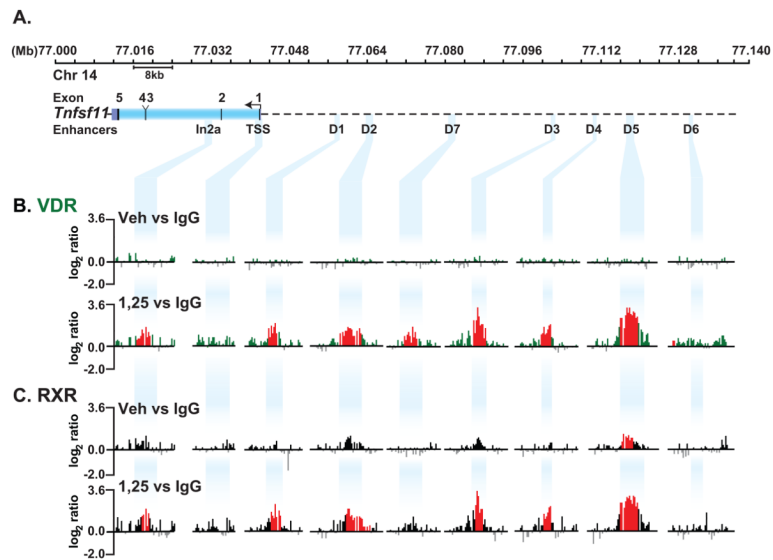 A.
(Mb) 77.000 77.016 77.032 77.048 77.064 77.080 77.096 77.112 77.128 77.140
Chr 14 8kb
Exon 5 43 2 1
Tnfsf11
Enhancers In2a TSS D1 D2 D7 D3 D4 D5 D6
B. VDR
Veh vs IgG
3.6
0.0
-2.0
log2 ratio
1,25 vs IgG
3.6
0.0
-2.0
log2 ratio
C. RXR
Veh vs IgG
3.6
0.0
-2.0
log2 ratio
1,25 vs IgG
3.6
0.0
-2.0
log2 ratio